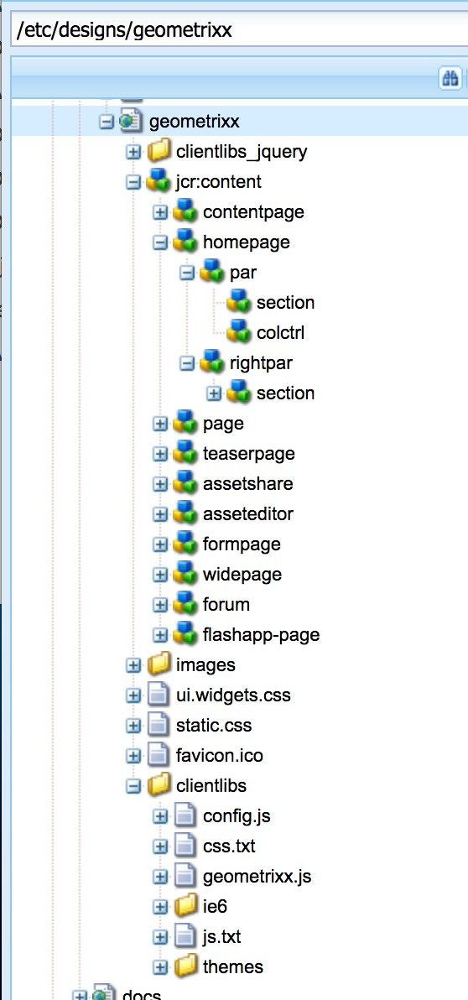 /etc/designs/geometrixx
geometrixx
clientlibs_jquery
jcr:content
contentpage
homepage
par
section
colctrl
rightpar
section
page
teaserpage
assetshare
asseteditor
formpage
widepage
forum
flashapp-page
images
ui.widgets.css
static.css
favicon.ico
clientlibs
config.js
css.txt
geometrixx.js
ie6
js.txt
themes
docs